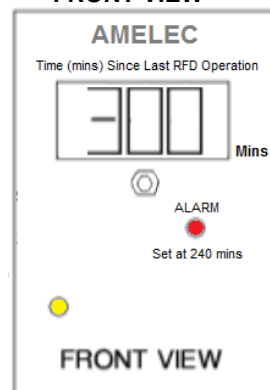 FRONT VIEW
AMELEC
Time (mins) Since Last RFD Operation
300
Mins
ALARM
Set at 240 mins
FRONT VIEW